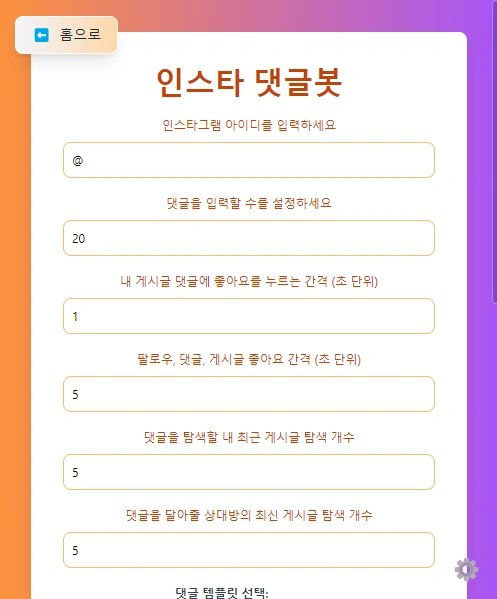 홈으로
인스타 댓글봇
인스타그램 아이디를 입력하세요
@
댓글을 입력할 수를 설정하세요
20
내 게시글 댓글에 좋아요를 누르는 간격 (초 단위)
1
팔로우, 댓글, 게시글 좋아요 간격 (초 단위)
5
댓글을 탐색할 내 최근 게시글 탐색 개수
5
댓글을 달아줄 상대방의 최신 게시글 탐색 개수
5
댓글 템플릿 선택: